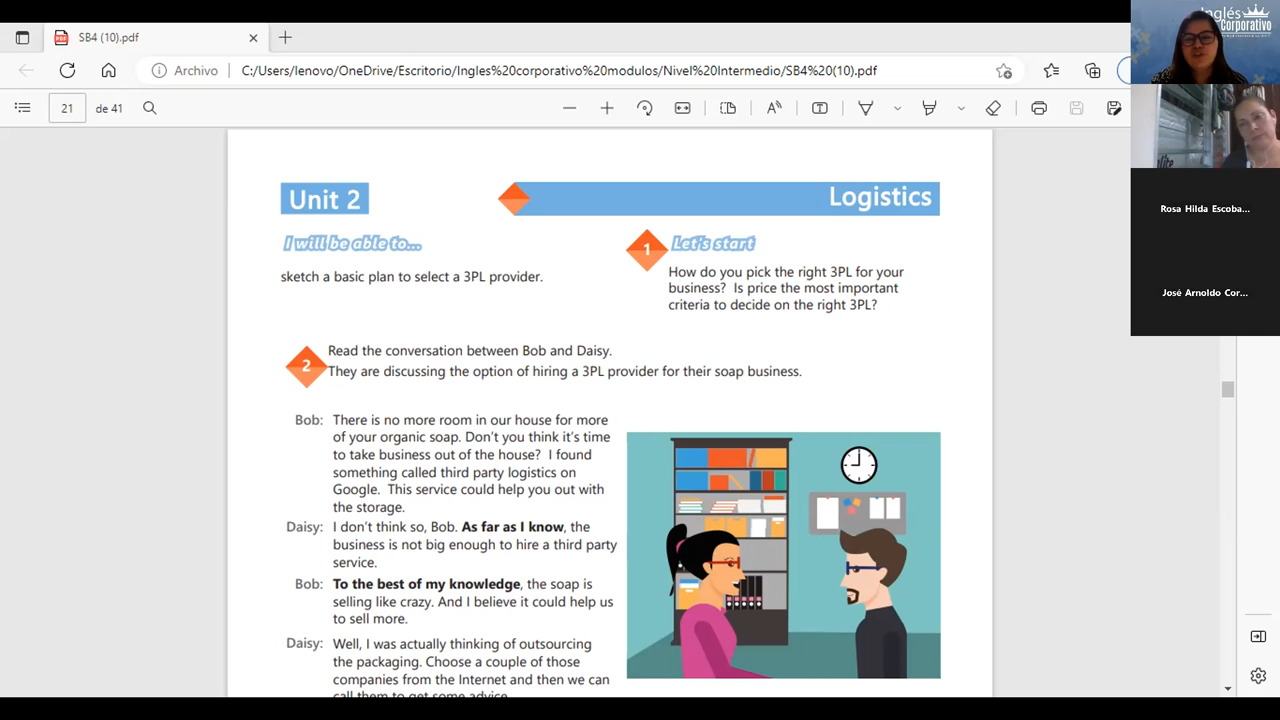 SB4 (10).pdf
Archivo
C:/Users/lenovo/OneDrive/Escritorio/Ingles%20corporativo%20modulos/Nivel%20Intermedio/SB4%20(10).pdf
21
de 41
Inglés
Corporativo
Rosa Hilda Escoba...
José Arnoldo Cor...
Unit 2
Logistics
I will be able to...
sketch a basic plan to select a 3PL provider.
1
Let's start
How do you pick the right 3PL for your
business? Is price the most important
criteria to decide on the right 3PL?
2
Read the conversation between Bob and Daisy.
They are discussing the option of hiring a 3PL provider for their soap business.
Bob: There is no more room in our house for more
of your organic soap. Don't you think it's time
to take business out of the house? I found
something called third party logistics on
Google. This service could help you out with
the storage.
Daisy: I don't think so, Bob. As far as I know, the
business is not big enough to hire a third party
service.
Bob: To the best of my knowledge, the soap is
selling like crazy. And I believe it could help us
to sell more.
Daisy: Well, I was actually thinking of outsourcing
the packaging. Choose a couple of those
companies from the Internet and then we can
call them to get some advice.